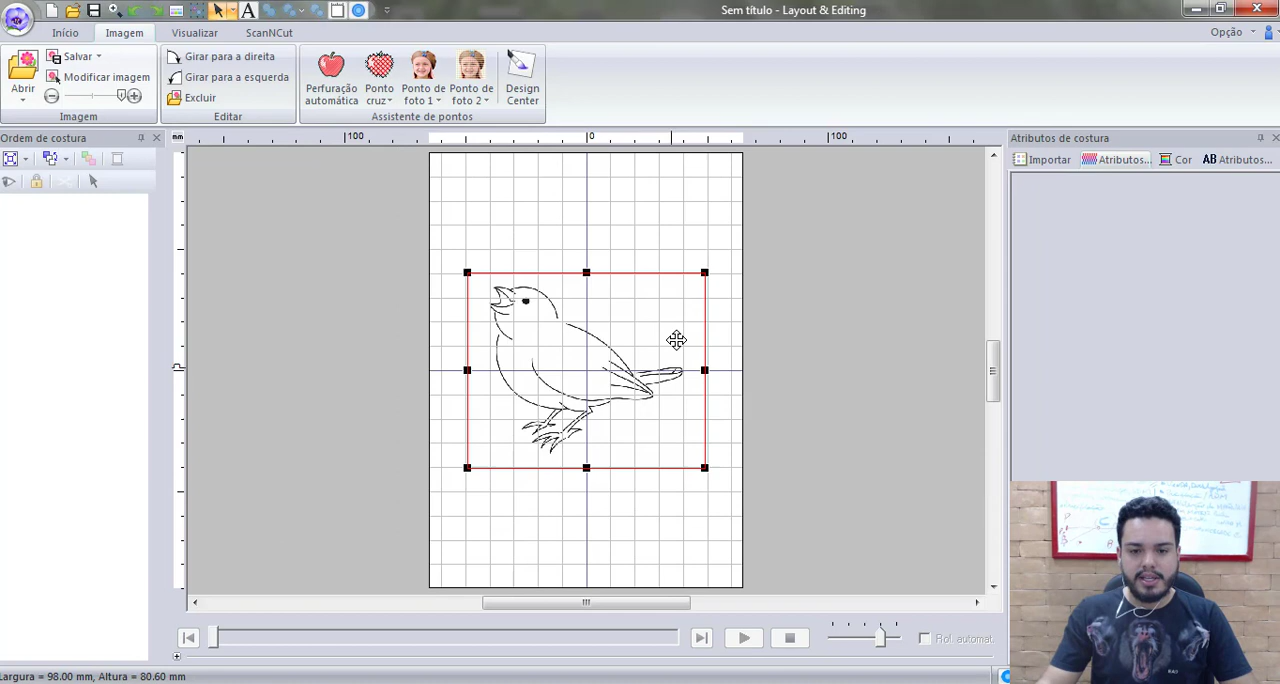 Sem título - Layout & Editing
Início
Imagem
Visualizar
ScanNCut
Opção
Abrir
Salvar
Modificar imagem
Imagem
Girar para a direita
Girar para a esquerda
Excluir
Editar
Perfuração automática
Ponto cruz
Ponto de foto 1
Ponto de foto 2
Design Center
Assistente de pontos
Ordem de costura
mm
100
0
100
Atributos de costura
Importar
Atributos...
Cor
AB Atributos...
Rol. automat.
Largura = 98.00 mm, Altura = 80.60 mm